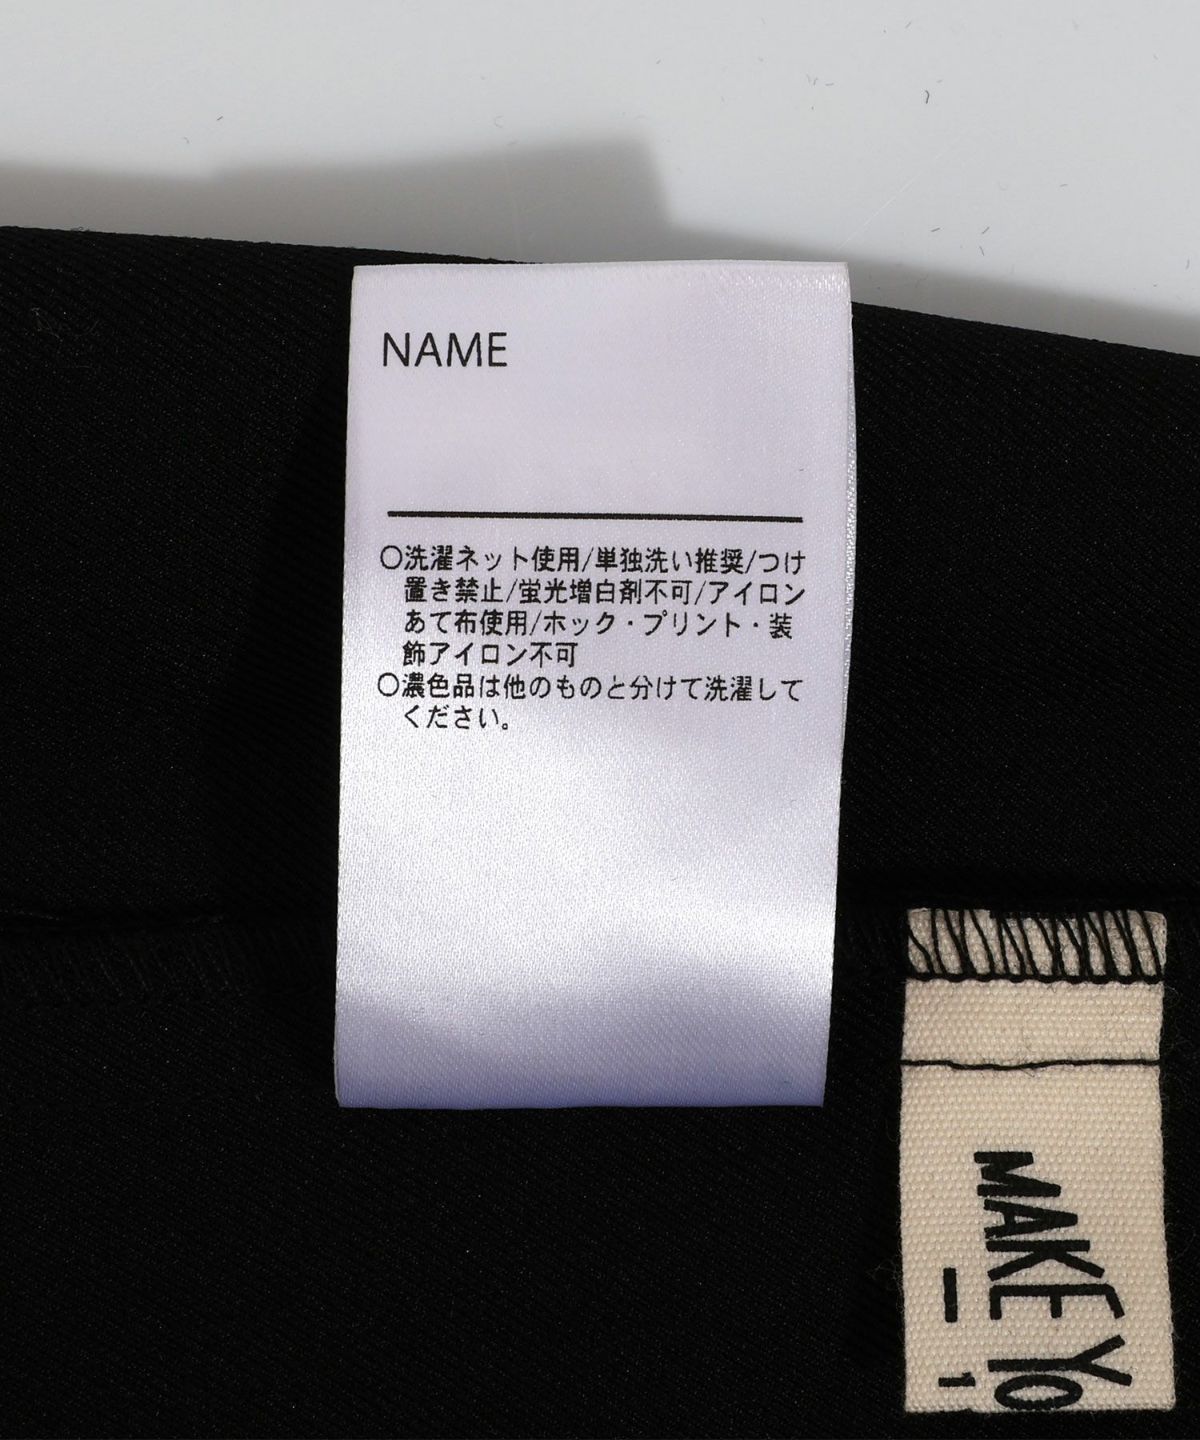 NAME
○洗濯ネット使用/単独洗い推奨/つけ
置き禁止/蛍光増白剤不可/アイロン
あて布使用/ホック・プリント・装
飾アイロン不可
○濃色品は他のものと分けて洗濯して
ください。
MAKE YO